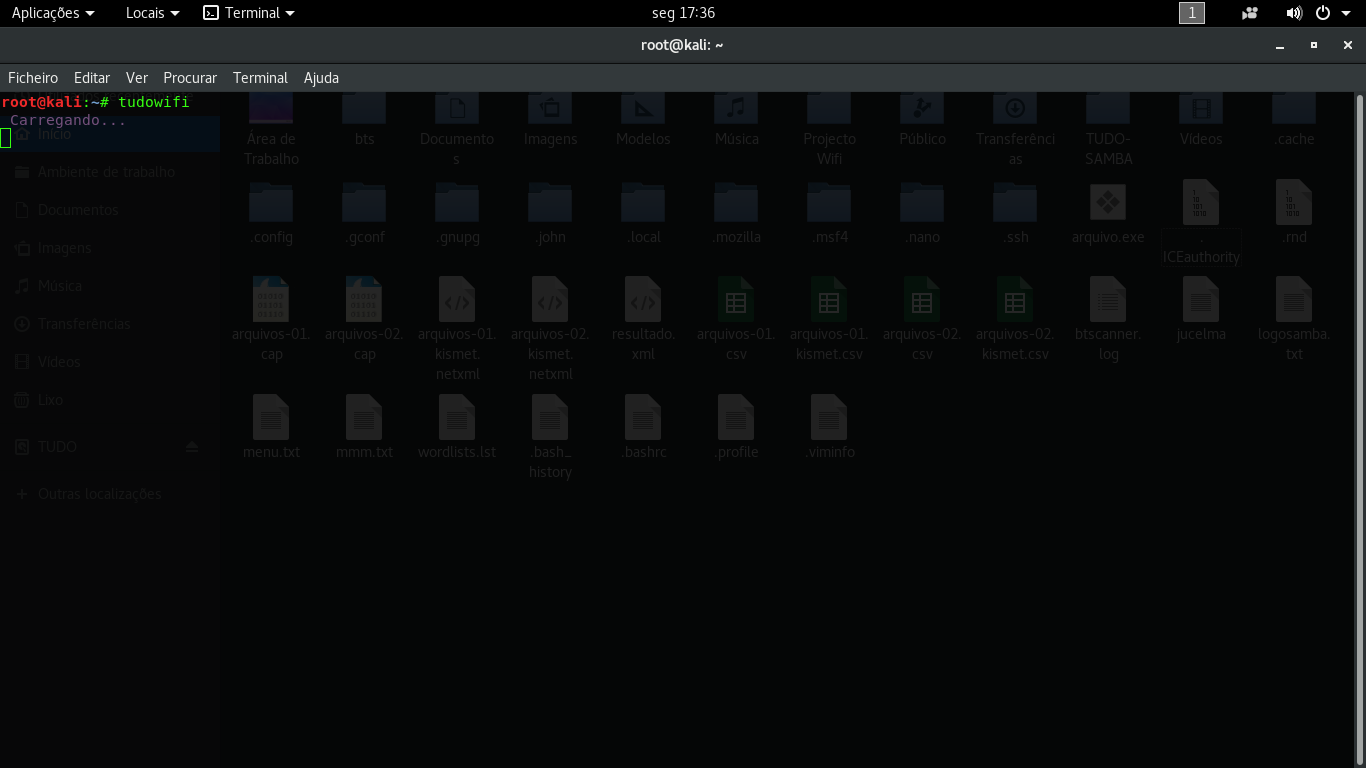 Aplicações Locais Terminal seg 17:36 1
root@kali: ~
Ficheiro Editar Ver Procurar Terminal Ajuda
root@kali:~# tudowifi
Carregando...
Início
Ambiente de trabalho
Documentos
Imagens
Música
Transferências
Vídeos
Lixo
TUDO
Outras localizações
Área de Trabalho
bts
Documentos
Imagens
Modelos
Música
Projecto Wifi
Público
Transferências
TUDO-SAMBA
Vídeos
.cache
.config
.gconf
.gnupg
.john
.local
.mozilla
.msf4
.nano
.ssh
arquivo.exe
.ICEauthority
.rnd
arquivos-01.cap
arquivos-02.cap
arquivos-01.kismet.netxml
arquivos-02.kismet.netxml
resultado.xml
arquivos-01.csv
arquivos-01.kismet.csv
arquivos-02.csv
arquivos-02.kismet.csv
btscanner.log
jucelma
logosamba.txt
menu.txt
mmm.txt
wordlists.lst
.bash_history
.bashrc
.profile
.viminfo